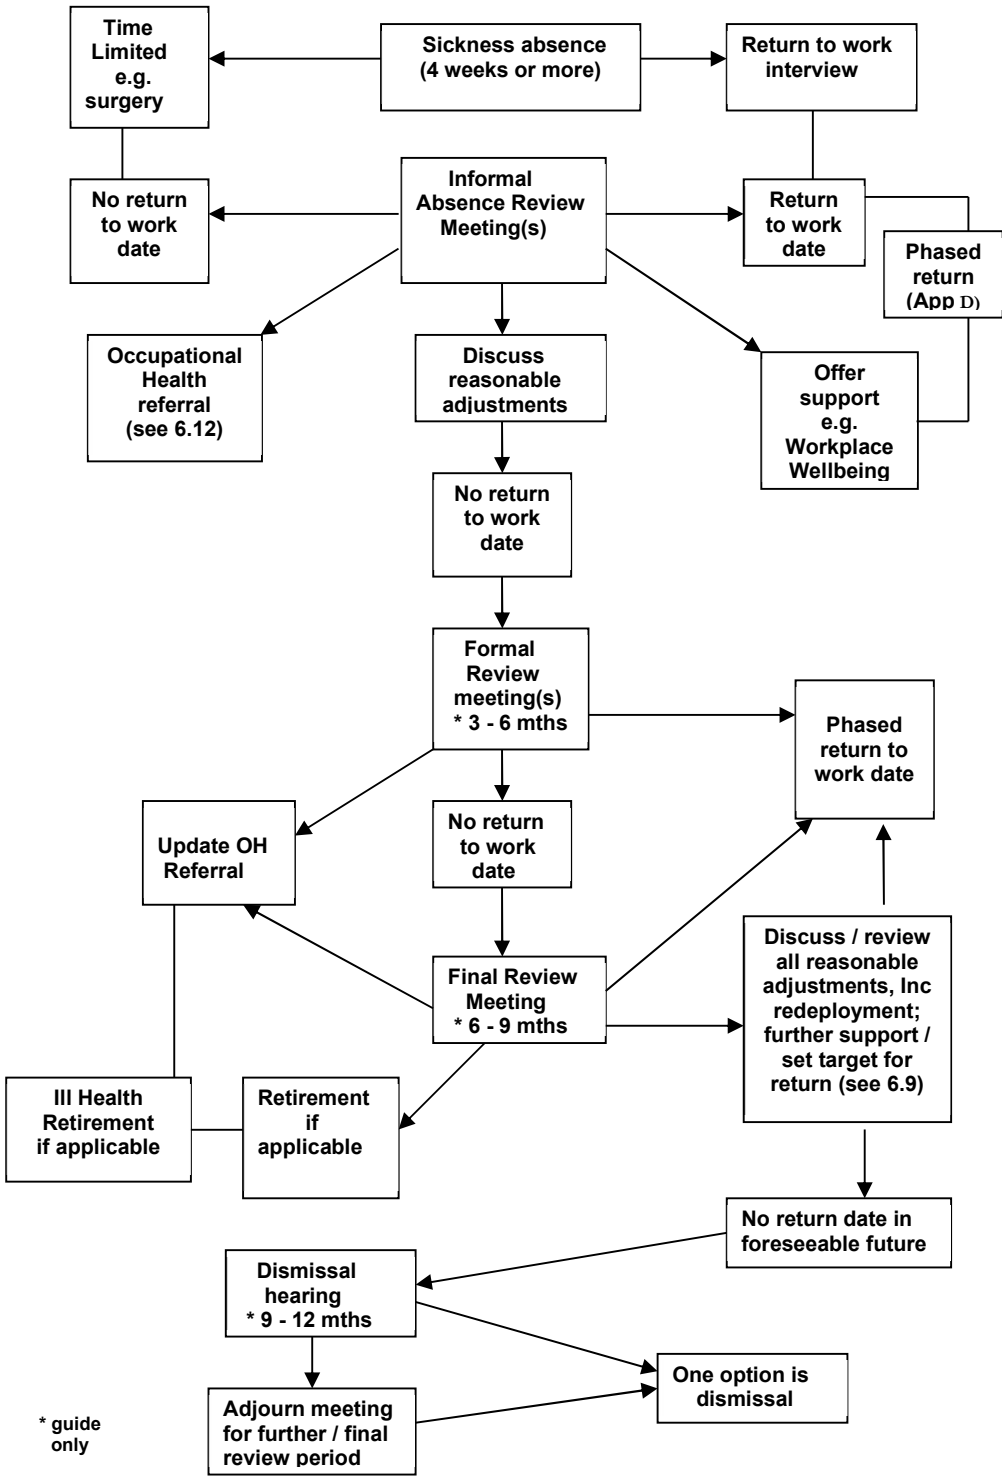 Time
Limited
e.g.
surgery
Sickness absence
(4 weeks or more)
Return to work
interview
No return
to work
date
Informal
Absence Review
Meeting(s)
Return
to work
date
Phased
return
(App D)
Occupational
Health
referral
(see 6.12)
Discuss
reasonable
adjustments
Offer
support
e.g.
Workplace
Wellbeing
No return
to work
date
Formal
Review
meeting(s)
* 3 - 6 mths
Phased
return to
work date
Update OH
Referral
No return
to work
date
Final Review
Meeting
* 6 - 9 mths
Discuss / review
all reasonable
adjustments, Inc
redeployment;
further support /
set target for
return (see 6.9)
Ill Health
Retirement
if applicable
Retirement
if
applicable
No return date in
foreseeable future
Dismissal
hearing
* 9 - 12 mths
One option is
dismissal
Adjourn meeting
for further / final
review period
* guide
only